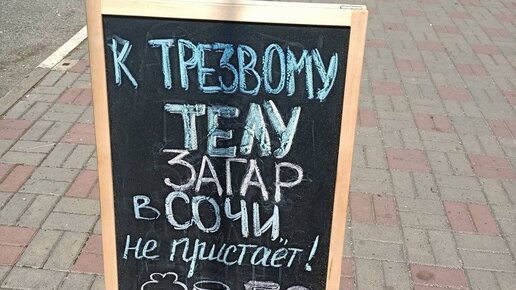 К ТРЕЗВОМУ
ТЕЛУ
ЗАГАР
В СОЧИ
не пристаёт!